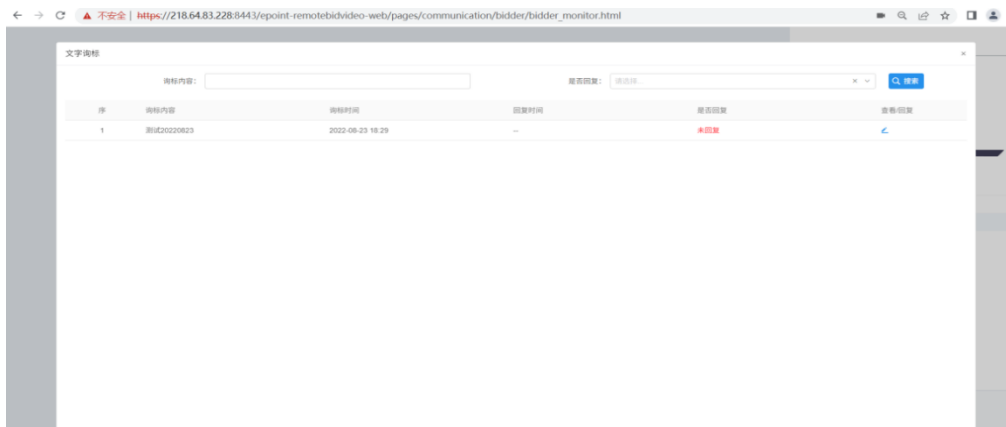 不安全 | https://218.64.83.228:8443/epoint-remotebidvideo-web/pages/communication/bidder/bidder_monitor.html
文字询标
询标内容： 是否回复： 请选择... 搜索
序 询标内容 询标时间 回复时间 是否回复 查看/回复
1 测试20220823 2022-08-23 18:29 -- 未回复